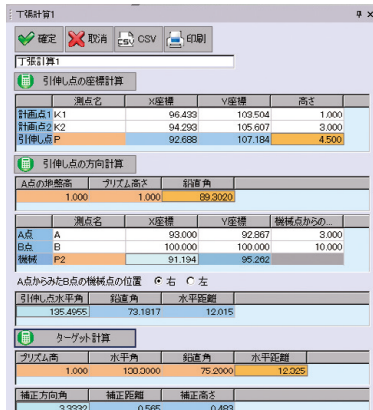 丁張計算1
確定 取消 CSV CSV 印刷
丁張計算1
引伸し点の座標計算
測点名 X座標 Y座標 高さ
計画点1 K1 96.433 103.504 1.000
計画点2 K2 94.293 105.607 3.000
引伸し点 P 92.688 107.184 4.500
引伸し点の方向計算
A点の地盤高 プリズム高さ 鉛直角
1.000 1.000 89.3020
測点名 X座標 Y座標 機械点からの...
A点 A 93.000 92.867 3.000
B点 B 100.000 100.000 10.000
機械 P2 91.194 95.262
A点からみたB点の機械点の位置 右 左
引伸し点水平角 鉛直角 水平距離
135.4955 73.1817 12.015
ターゲット計算
プリズム高 水平角 鉛直角 水平距離
1.000 130.3000 75.2000 12.325
補正方向角 補正距離 補正高さ
3.3332 0.565 0.483